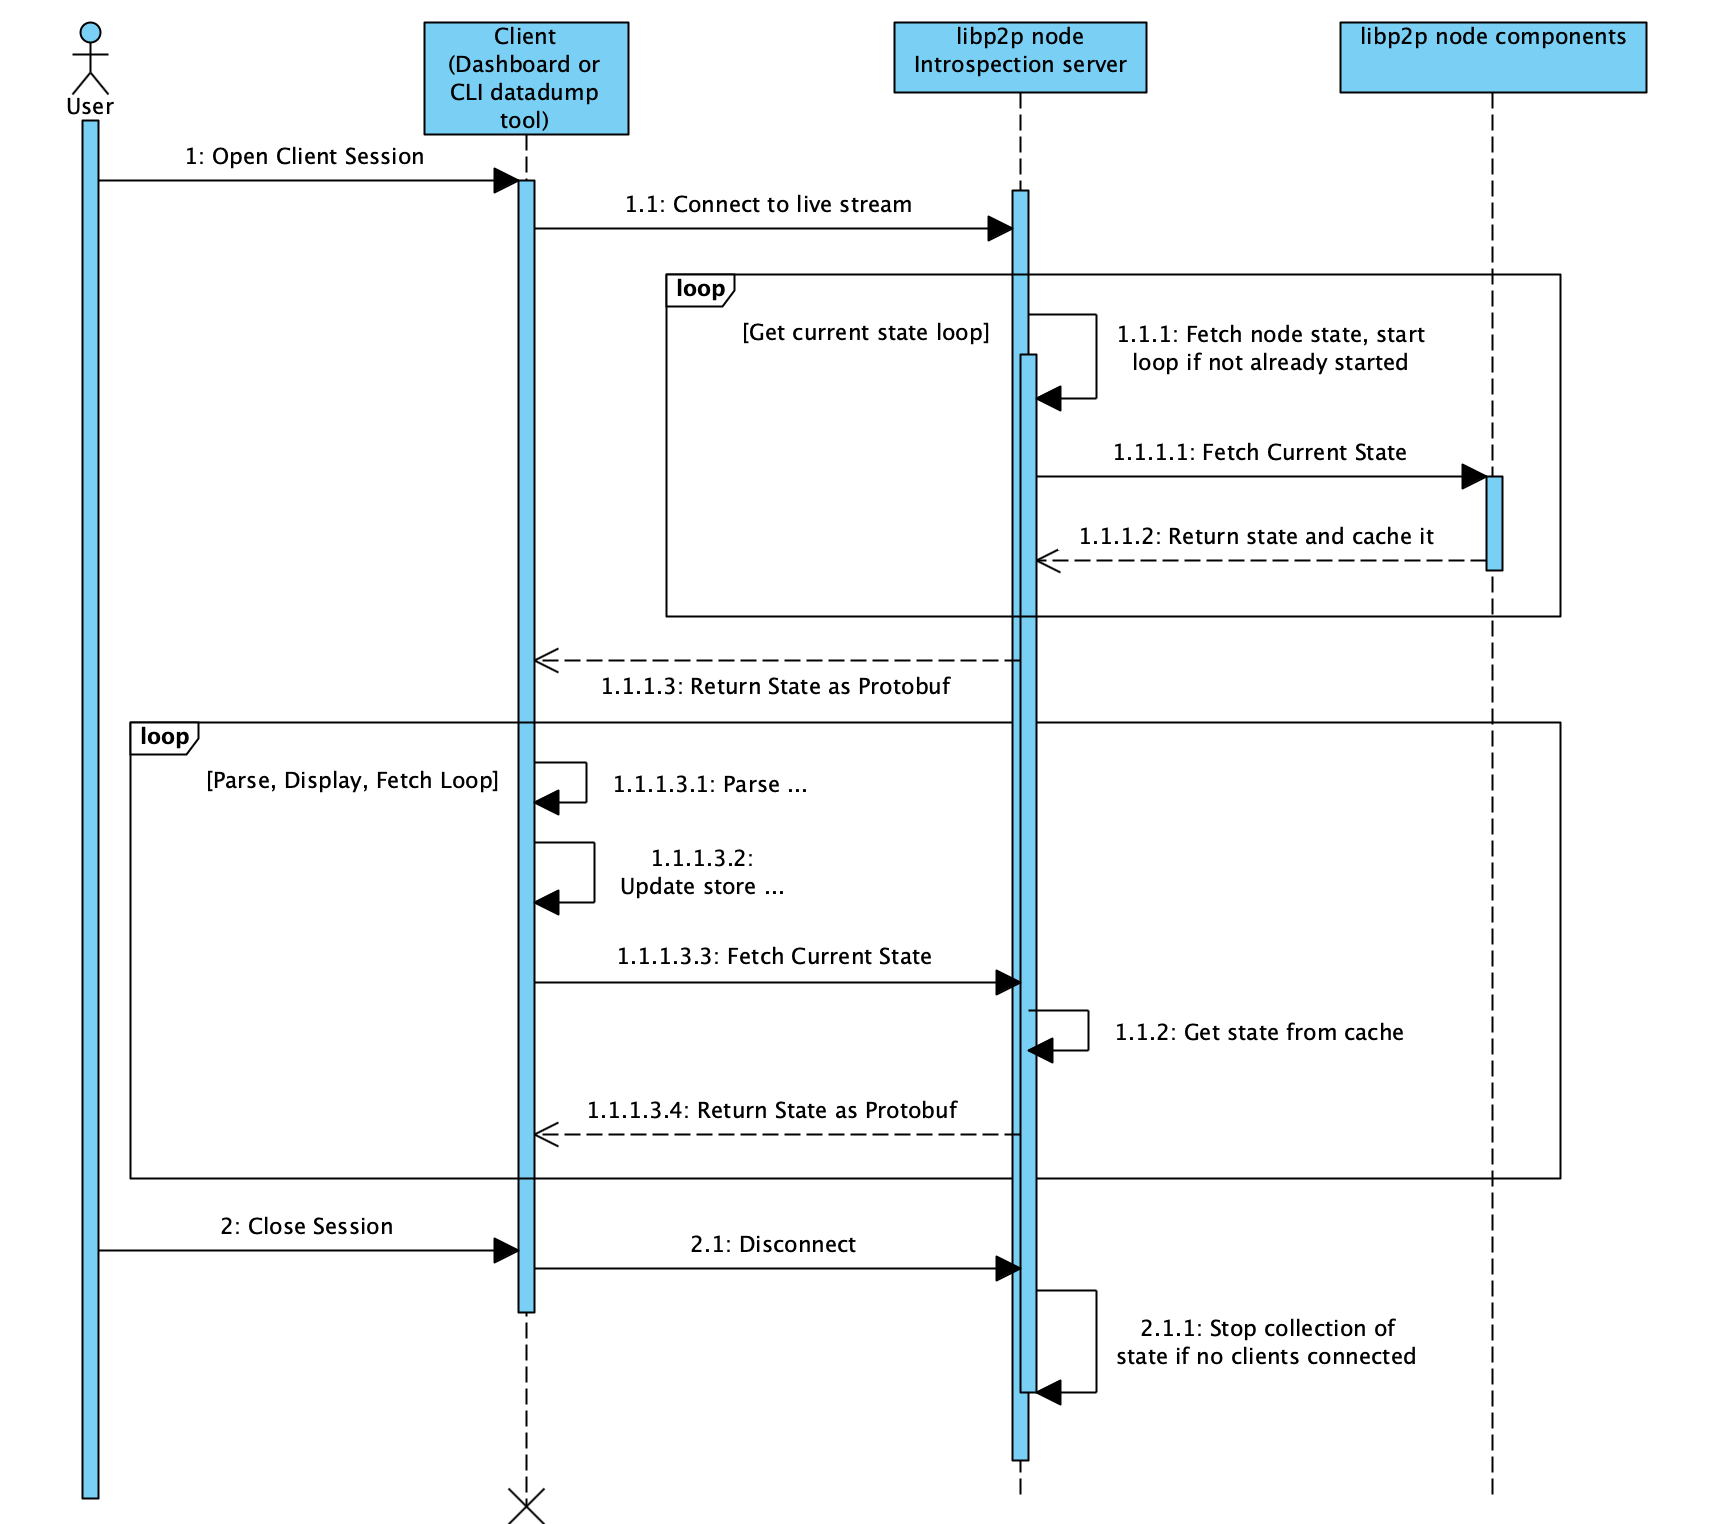 User
Client
(Dashboard or
CLI datadump
tool)
libp2p node
Introspection server
libp2p node components
1: Open Client Session
1.1: Connect to live stream
loop
[Get current state loop]
1.1.1: Fetch node state, start
loop if not already started
1.1.1.1: Fetch Current State
1.1.1.2: Return state and cache it
1.1.1.3: Return State as Protobuf
loop
[Parse, Display, Fetch Loop]
1.1.1.3.1: Parse ...
1.1.1.3.2:
Update store ...
1.1.1.3.3: Fetch Current State
1.1.2: Get state from cache
1.1.1.3.4: Return State as Protobuf
2: Close Session
2.1: Disconnect
2.1.1: Stop collection of
state if no clients connected